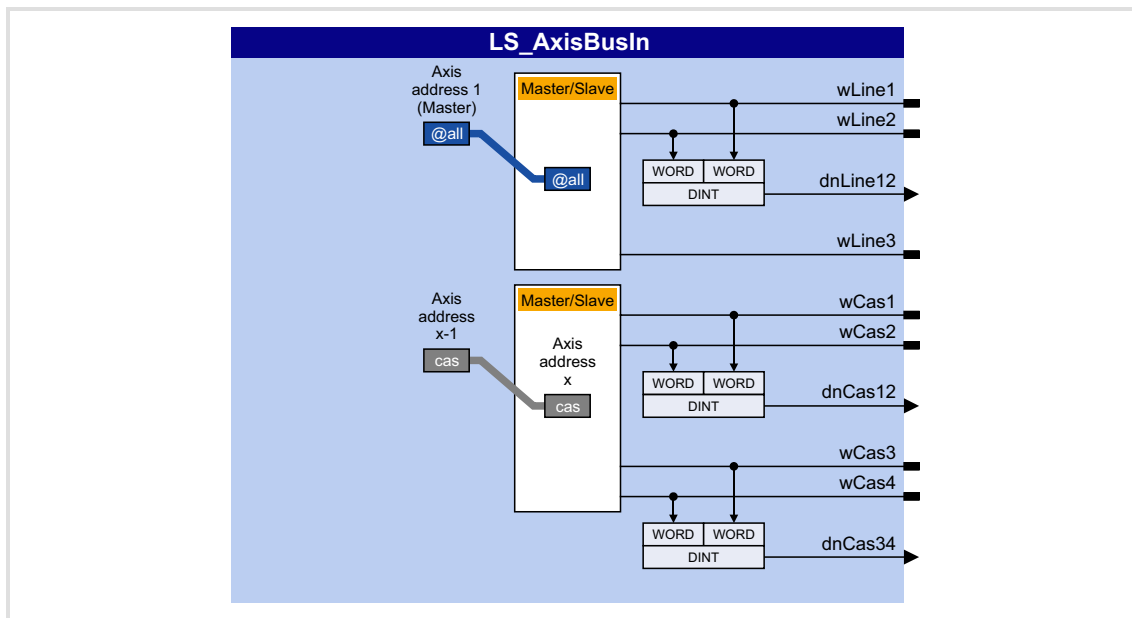 LS_AxisBusIn
Axis
address 1
(Master)
@all
Master/Slave
@all
wLine1
wLine2
WORD WORD
DINT
dnLine12
wLine3
Axis
address
x-1
cas
Master/Slave
Axis
address
x
cas
wCas1
wCas2
WORD WORD
DINT
dnCas12
wCas3
wCas4
WORD WORD
DINT
dnCas34